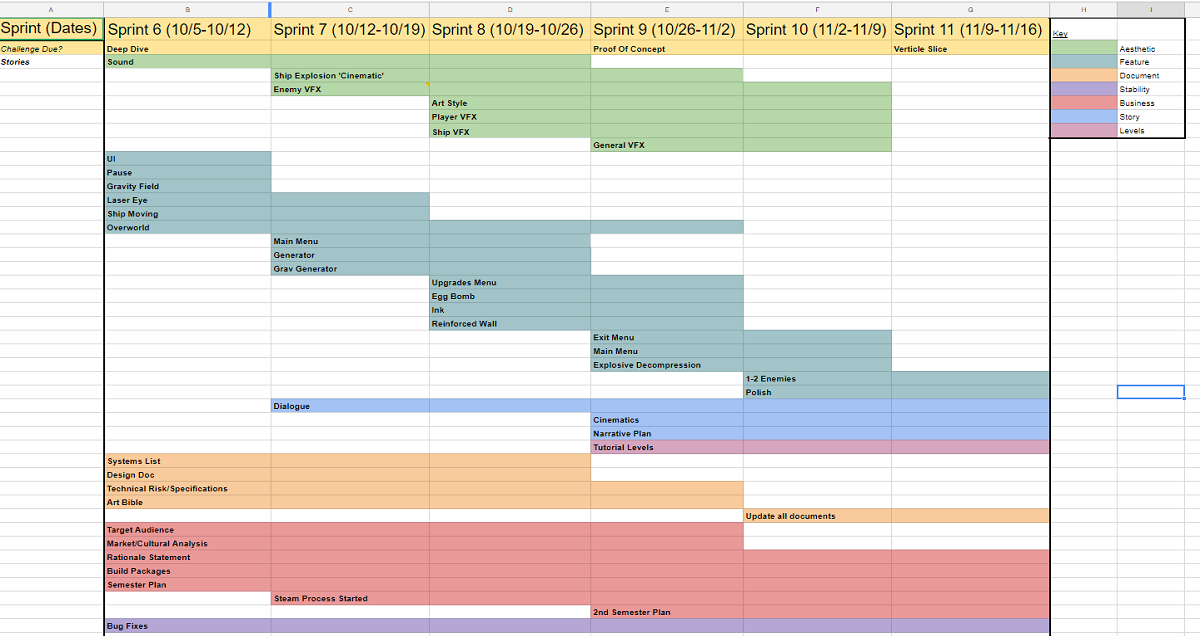 A B C D E F G H I
Sprint (Dates) Sprint 6 (10/5-10/12) Sprint 7 (10/12-10/19) Sprint 8 (10/19-10/26) Sprint 9 (10/26-11/2) Sprint 10 (11/2-11/9) Sprint 11 (11/9-11/16)
Key
Challenge Due? Deep Dive Proof Of Concept Verticle Slice Aesthetic
Stories Sound Feature
Ship Explosion 'Cinematic' Document
Enemy VFX Stability
Art Style Business
Player VFX Story
Ship VFX Levels
General VFX
UI
Pause
Gravity Field
Laser Eye
Ship Moving
Overworld
Main Menu
Generator
Grav Generator
Upgrades Menu
Egg Bomb
Ink
Reinforced Wall
Exit Menu
Main Menu
Explosive Decompression
1-2 Enemies
Polish
Dialogue
Cinematics
Narrative Plan
Tutorial Levels
Systems List
Design Doc
Technical Risk/Specifications
Art Bible
Update all documents
Target Audience
Market/Cultural Analysis
Rationale Statement
Build Packages
Semester Plan
Steam Process Started
2nd Semester Plan
Bug Fixes